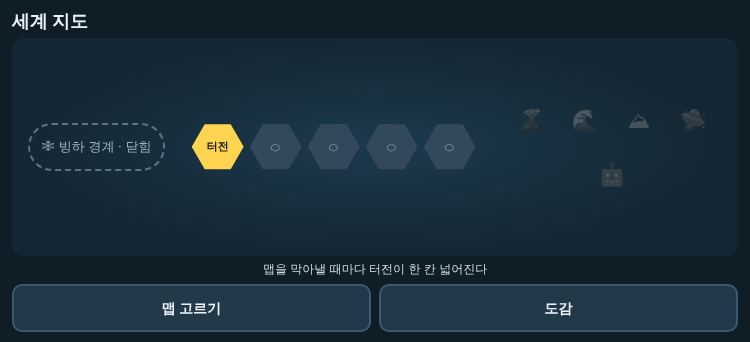 세계 지도
빙하 경계 · 닫힘
터전
맵을 막아낼 때마다 터전이 한 칸 넓어진다
맵 고르기
도감